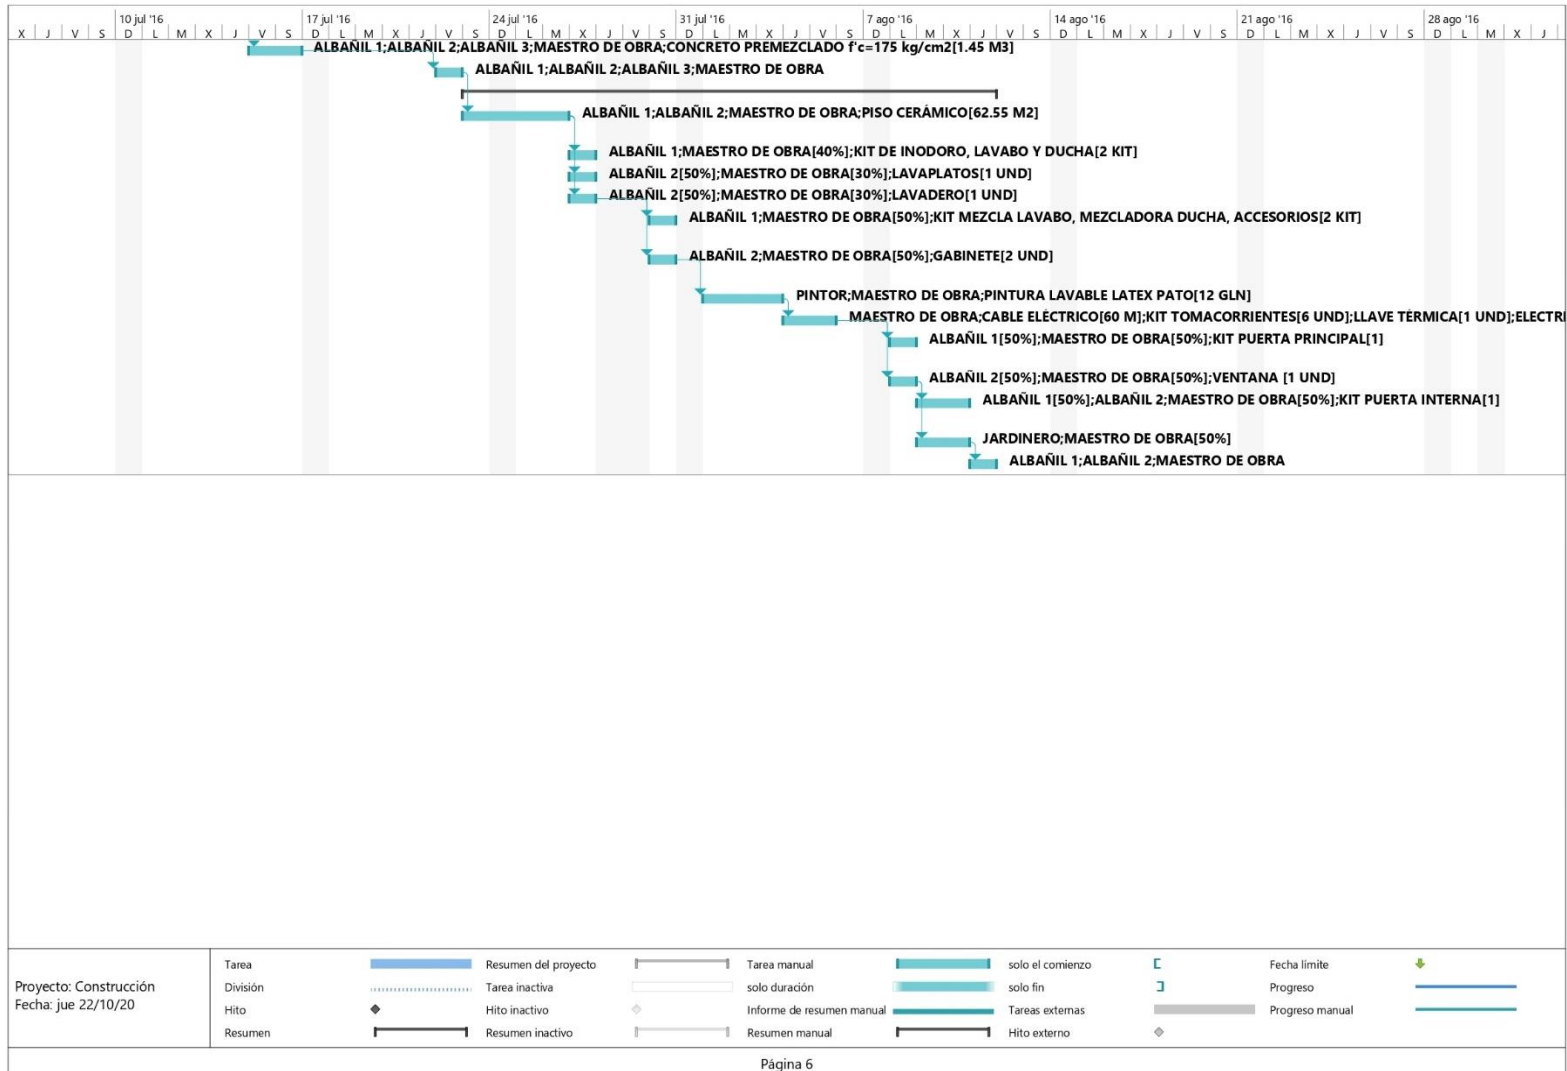 10 jul '16 17 jul '16 24 jul '16 31 jul '16 7 ago '16 14 ago '16 21 ago '16 28 ago '16
X J V S D L M X J V S D L M X J V S D L M X J V S D L M X J V S D L M X J V S D L M X J V S D L M X J V S D L M X J
ALBAÑIL 1;ALBAÑIL 2;ALBAÑIL 3;MAESTRO DE OBRA;CONCRETO PREMEZCLADO f'c=175 kg/cm2[1.45 M3]
ALBAÑIL 1;ALBAÑIL 2;ALBAÑIL 3;MAESTRO DE OBRA
ALBAÑIL 1;ALBAÑIL 2;MAESTRO DE OBRA;PISO CERÁMICO[62.55 M2]
ALBAÑIL 1;MAESTRO DE OBRA[40%];KIT DE INODORO, LAVABO Y DUCHA[2 KIT]
ALBAÑIL 2[50%];MAESTRO DE OBRA[30%];LAVAPLATOS[1 UND]
ALBAÑIL 2[50%];MAESTRO DE OBRA[30%];LAVADERO[1 UND]
ALBAÑIL 1;MAESTRO DE OBRA[50%];KIT MEZCLA LAVABO, MEZCLADORA DUCHA, ACCESORIOS[2 KIT]
ALBAÑIL 2;MAESTRO DE OBRA[50%];GABINETE[2 UND]
PINTOR;MAESTRO DE OBRA;PINTURA LAVABLE LATEX PATO[12 GLN]
MAESTRO DE OBRA;CABLE ELÉCTRICO[60 M];KIT TOMACORRIENTES[6 UND];LLAVE TÉRMICA[1 UND];ELECTRI
ALBAÑIL 1[50%];MAESTRO DE OBRA[50%];KIT PUERTA PRINCIPAL[1]
ALBAÑIL 2[50%];MAESTRO DE OBRA[50%];VENTANA [1 UND]
ALBAÑIL 1[50%];ALBAÑIL 2;MAESTRO DE OBRA[50%];KIT PUERTA INTERNA[1]
JARDINERO;MAESTRO DE OBRA[50%]
ALBAÑIL 1;ALBAÑIL 2;MAESTRO DE OBRA
Proyecto: Construcción
Fecha: jue 22/10/20
Tarea Resumen del proyecto Tarea manual solo el comienzo Fecha límite
División Tarea inactiva solo duración solo fin Progreso
Hito Hito inactivo Informe de resumen manual Tareas externas Progreso manual
Resumen Resumen inactivo Resumen manual Hito externo
Página 6